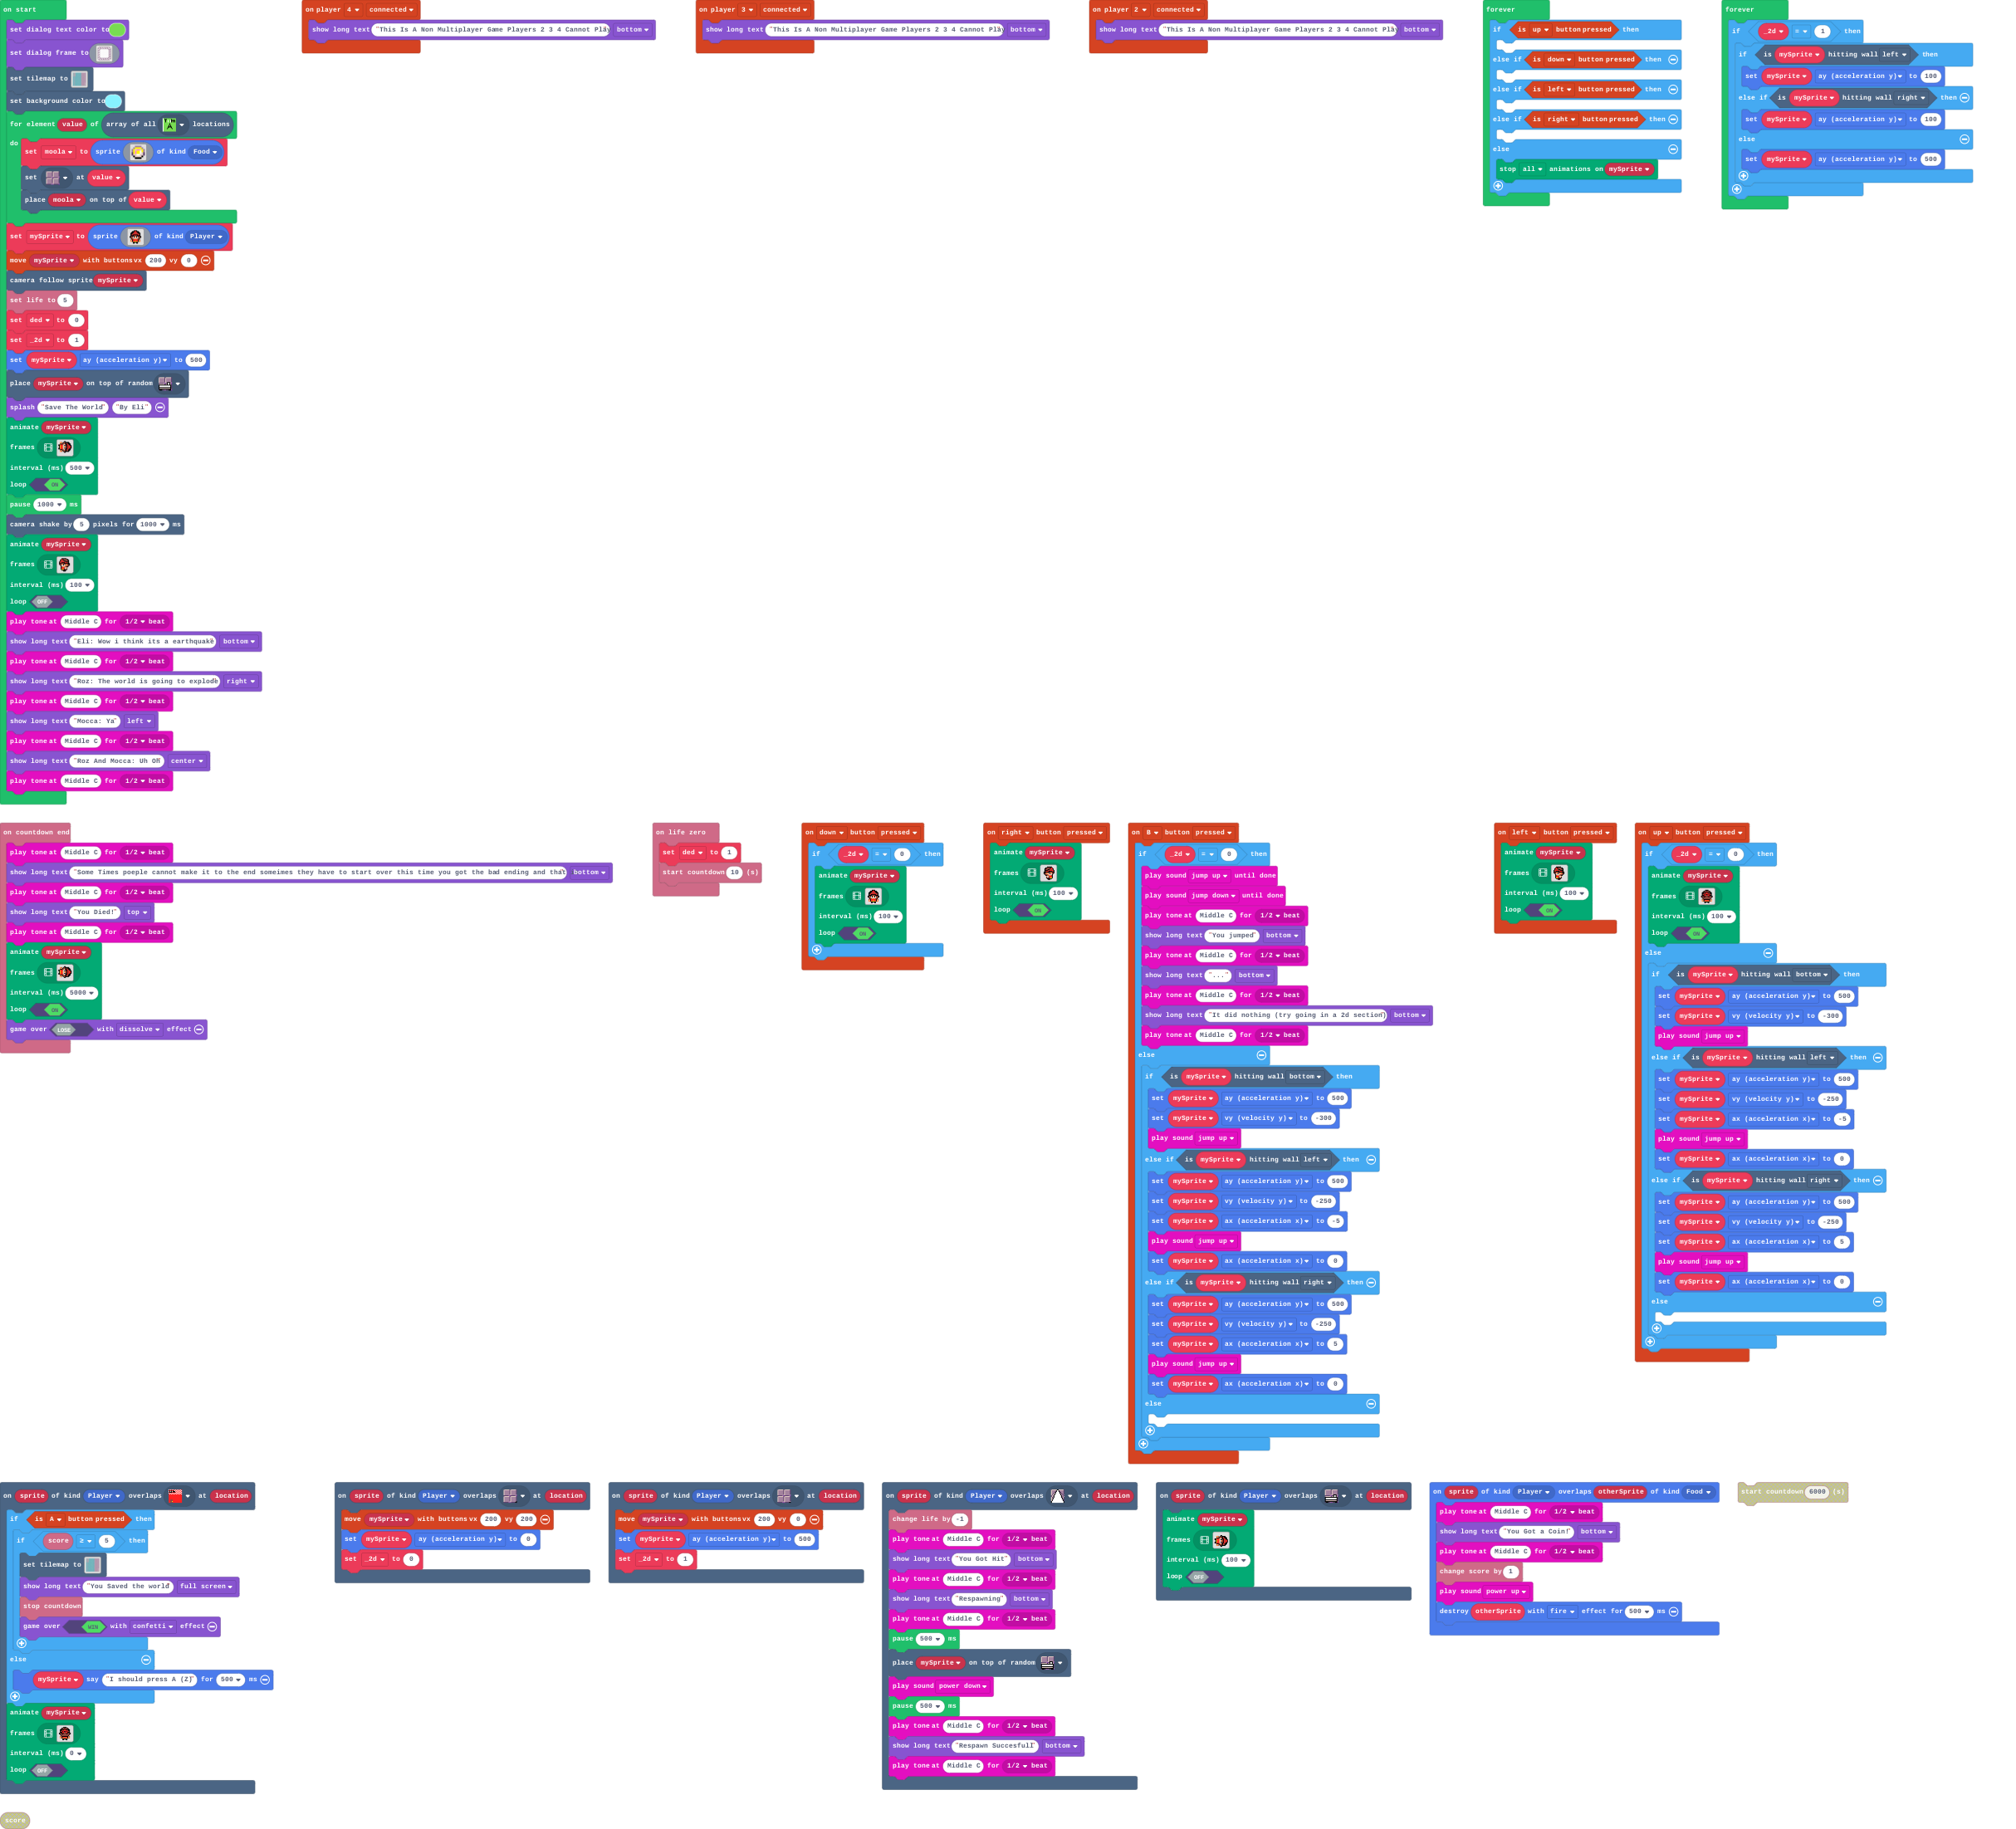 on start
set dialog text color to
set dialog frame to
set tilemap to
set background color to
for element value of array of all locations
do
set moola to sprite of kind Food
set at value
place moola on top of value
set mySprite to sprite of kind Player
move mySprite with buttons vx 200 vy 0
camera follow sprite mySprite
set life to 5
set ded to 0
set _2d to 1
set mySprite ay (acceleration y) to 500
place mySprite on top of random
splash "Save The World" "By Eli"
animate mySprite
frames
interval (ms) 500
loop ON
pause 1000 ms
camera shake by 5 pixels for 1000 ms
animate mySprite
frames
interval (ms) 100
loop OFF
play tone at Middle C for 1/2 beat
show long text "Eli: Wow i think its a earthquake" bottom
play tone at Middle C for 1/2 beat
show long text "Roz: The world is going to explode" right
play tone at Middle C for 1/2 beat
show long text "Mocca: Ya" left
play tone at Middle C for 1/2 beat
show long text "Roz And Mocca: Uh Oh" center
play tone at Middle C for 1/2 beat
on player 4 connected
show long text "This Is A Non Multiplayer Game Players 2 3 4 Cannot Play bottom
on player 3 connected
show long text "This Is A Non Multiplayer Game Players 2 3 4 Cannot Play bottom
on player 2 connected
show long text "This Is A Non Multiplayer Game Players 2 3 4 Cannot Play bottom
forever
if is up button pressed then
else if is down button pressed then
else if is left button pressed then
else if is right button pressed then
else
stop all animations on mySprite
forever
if _2d = 1 then
if is mySprite hitting wall left then
set mySprite ay (acceleration y) to 100
else if is mySprite hitting wall right then
set mySprite ay (acceleration y) to 100
else
set mySprite ay (acceleration y) to 500
on countdown end
play tone at Middle C for 1/2 beat
show long text "Some Times poeple cannot make it to the end someimes they have to start over this time you got the bad ending and that bottom
play tone at Middle C for 1/2 beat
show long text "You Died!" top
play tone at Middle C for 1/2 beat
animate mySprite
frames
interval (ms) 5000
loop ON
game over LOSE with dissolve effect
on life zero
set ded to 1
start countdown 10 (s)
on down button pressed
if _2d = 0 then
animate mySprite
frames
interval (ms) 100
loop ON
on right button pressed
animate mySprite
frames
interval (ms) 100
loop ON
on B button pressed
if _2d = 0 then
play sound jump up until done
play sound jump down until done
play tone at Middle C for 1/2 beat
show long text "You jumped" bottom
play tone at Middle C for 1/2 beat
show long text "..." bottom
play tone at Middle C for 1/2 beat
show long text "It did nothing (try going in a 2d section)" bottom
play tone at Middle C for 1/2 beat
else
if is mySprite hitting wall bottom then
set mySprite ay (acceleration y) to 500
set mySprite vy (velocity y) to -300
play sound jump up
else if is mySprite hitting wall left then
set mySprite ay (acceleration y) to 500
set mySprite vy (velocity y) to -250
set mySprite ax (acceleration x) to -5
play sound jump up
set mySprite ax (acceleration x) to 0
else if is mySprite hitting wall right then
set mySprite ay (acceleration y) to 500
set mySprite vy (velocity y) to -250
set mySprite ax (acceleration x) to 5
play sound jump up
set mySprite ax (acceleration x) to 0
else
on left button pressed
animate mySprite
frames
interval (ms) 100
loop ON
on up button pressed
if _2d = 0 then
animate mySprite
frames
interval (ms) 100
loop ON
else
if is mySprite hitting wall bottom then
set mySprite ay (acceleration y) to 500
set mySprite vy (velocity y) to -300
play sound jump up
else if is mySprite hitting wall left then
set mySprite ay (acceleration y) to 500
set mySprite vy (velocity y) to -250
set mySprite ax (acceleration x) to -5
play sound jump up
set mySprite ax (acceleration x) to 0
else if is mySprite hitting wall right then
set mySprite ay (acceleration y) to 500
set mySprite vy (velocity y) to -250
set mySprite ax (acceleration x) to 5
play sound jump up
set mySprite ax (acceleration x) to 0
else
on sprite of kind Player overlaps at location
if is A button pressed then
if score ≥ 5 then
set tilemap to
show long text "You Saved the world" full screen
stop countdown
game over WIN with confetti effect
else
mySprite say "I should press A (Z)" for 500 ms
animate mySprite
frames
interval (ms) 0
loop OFF
on sprite of kind Player overlaps at location
move mySprite with buttons vx 200 vy 200
set mySprite ay (acceleration y) to 0
set _2d to 0
on sprite of kind Player overlaps at location
move mySprite with buttons vx 200 vy 0
set mySprite ay (acceleration y) to 500
set _2d to 1
on sprite of kind Player overlaps at location
change life by -1
play tone at Middle C for 1/2 beat
show long text "You Got Hit" bottom
play tone at Middle C for 1/2 beat
show long text "Respawning" bottom
play tone at Middle C for 1/2 beat
pause 500 ms
place mySprite on top of random
play sound power down
pause 500 ms
play tone at Middle C for 1/2 beat
show long text "Respawn Succesfull" bottom
play tone at Middle C for 1/2 beat
on sprite of kind Player overlaps at location
animate mySprite
frames
interval (ms) 100
loop OFF
on sprite of kind Player overlaps otherSprite of kind Food
play tone at Middle C for 1/2 beat
show long text "You Got a Coin!" bottom
play tone at Middle C for 1/2 beat
change score by 1
play sound power up
destroy otherSprite with fire effect for 500 ms
start countdown 6000 (s)
score